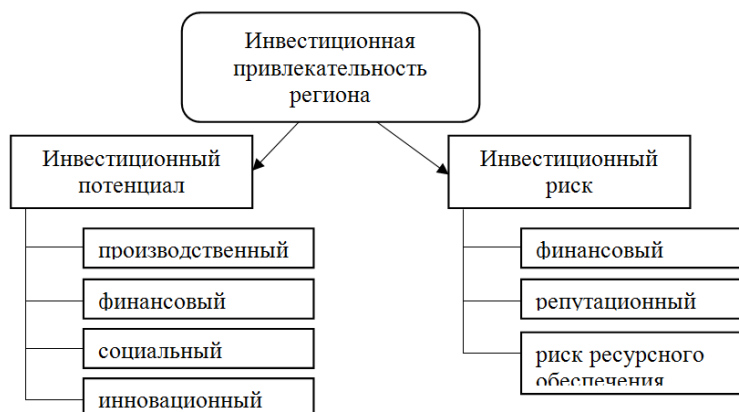 Инвестиционная
привлекательность
региона
Инвестиционный
потенциал
производственный
финансовый
социальный
инновационный
Инвестиционный
риск
финансовый
репутационный
риск ресурсного
обеспечения